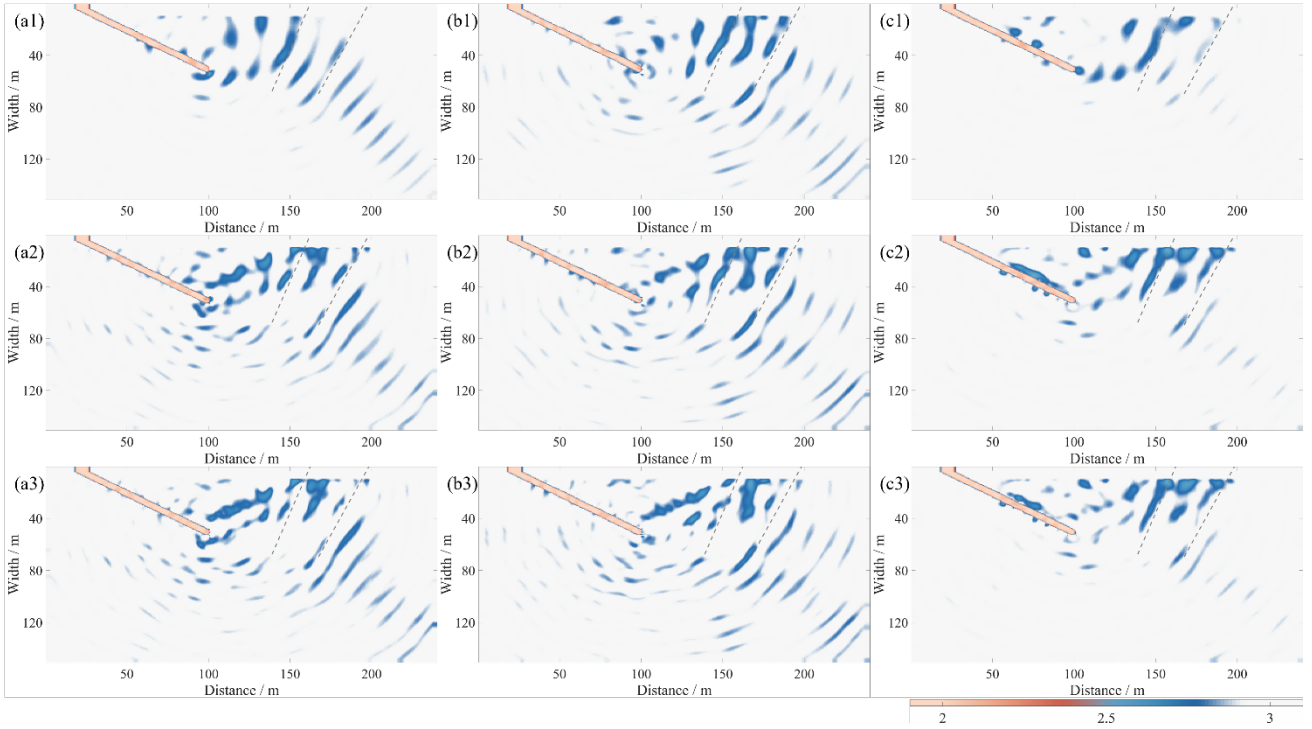 (a1)
40
80
120
Width / m
50 100 150 200
Distance / m
(b1)
40
80
120
Width / m
50 100 150 200
Distance / m
(c1)
40
80
120
Width / m
50 100 150 200
Distance / m
(a2)
40
80
120
Width / m
50 100 150 200
Distance / m
(b2)
40
80
120
Width / m
50 100 150 200
Distance / m
(c2)
40
80
120
Width / m
50 100 150 200
Distance / m
(a3)
40
80
120
Width / m
50 100 150 200
Distance / m
(b3)
40
80
120
Width / m
50 100 150 200
Distance / m
(c3)
40
80
120
Width / m
50 100 150 200
Distance / m
2 2.5 3